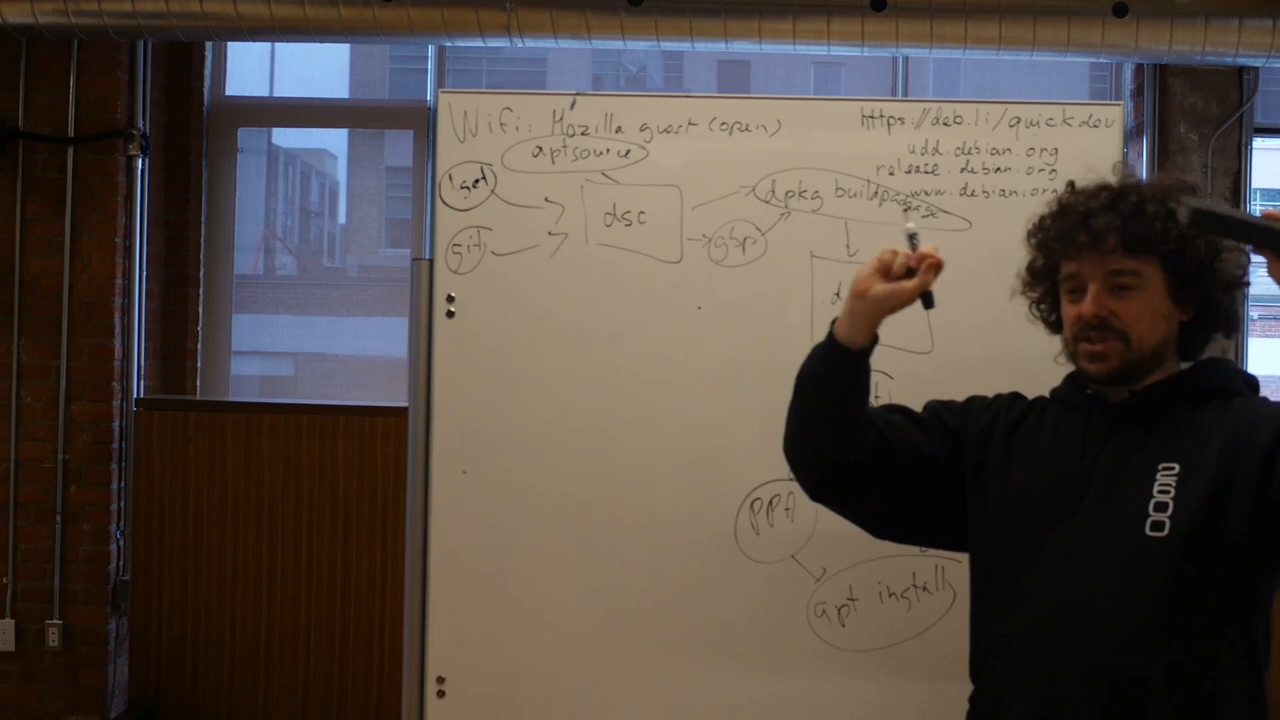 Wifi: Mozilla guest (open)
https://deb.li/quickdev
udd.debian.org
release.debian.org
www.debian.org
aptsource
dget
git
dsc
gbp
dpkg buildpackage
d
PPA
apt install
2600